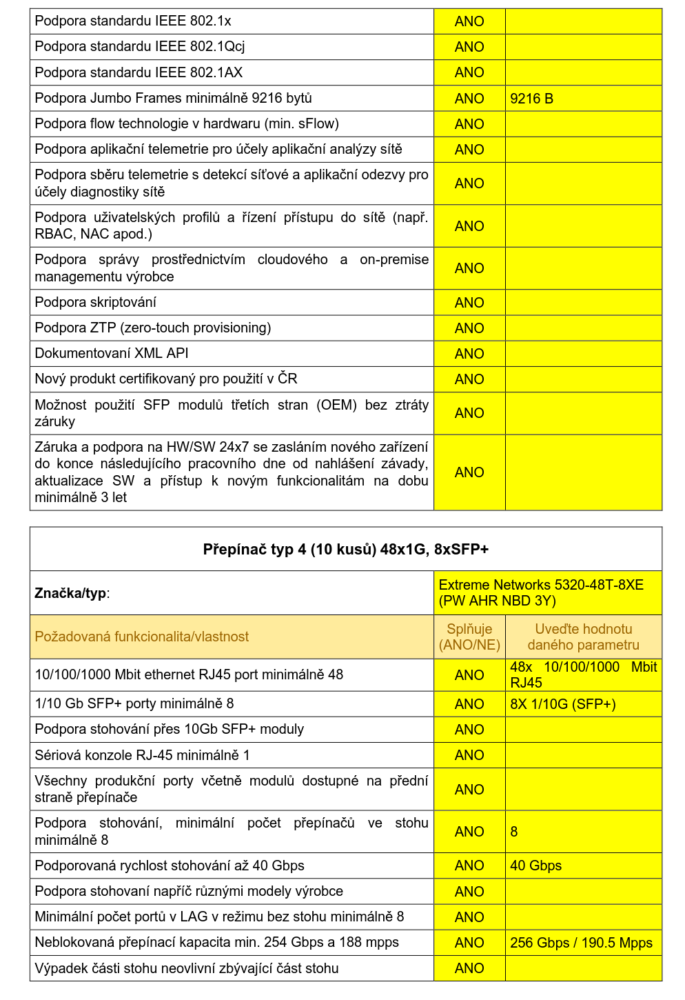 Podpora standardu IEEE 802.1x ANO
Podpora standardu IEEE 802.1Qcj ANO
Podpora standardu IEEE 802.1AX ANO
Podpora Jumbo Frames minimálně 9216 bytů ANO 9216 B
Podpora flow technologie v hardwaru (min. sFlow) ANO
Podpora aplikační telemetrie pro účely aplikační analýzy sítě ANO
Podpora sběru telemetrie s detekcí síťové a aplikační odezvy pro
účely diagnostiky sítě
ANO
Podpora uživatelských profilů a řízení přístupu do sítě (např.
RBAC, NAC apod.)
ANO
Podpora správy prostřednictvím cloudového a on-premise
managementu výrobce
ANO
Podpora skriptování ANO
Podpora ZTP (zero-touch provisioning) ANO
Dokumentovaní XML API ANO
Nový produkt certifikovaný pro použití v ČR ANO
Možnost použití SFP modulů třetích stran (OEM) bez ztráty
záruky
ANO
Záruka a podpora na HW/SW 24x7 se zasláním nového zařízení
do konce následujícího pracovního dne od nahlášení závady,
aktualizace SW a přístup k novým funkcionalitám na dobu
minimálně 3 let
ANO
Přepínač typ 4 (10 kusů) 48x1G, 8xSFP+
Značka/typ:
Extreme Networks 5320-48T-8XE
(PW AHR NBD 3Y)
Požadovaná funkcionalita/vlastnost
Splňuje
(ANO/NE)
Uveďte hodnotu
daného parametru
10/100/1000 Mbit ethernet RJ45 port minimálně 48 ANO
48x 10/100/1000 Mbit
RJ45
1/10 Gb SFP+ porty minimálně 8 ANO 8X 1/10G (SFP+)
Podpora stohování přes 10Gb SFP+ moduly ANO
Sériová konzole RJ-45 minimálně 1 ANO
Všechny produkční porty včetně modulů dostupné na přední
straně přepínače
ANO
Podpora stohování, minimální počet přepínačů ve stohu
minimálně 8
ANO 8
Podporovaná rychlost stohování až 40 Gbps ANO 40 Gbps
Podpora stohovaní napříč různými modely výrobce ANO
Minimální počet portů v LAG v režimu bez stohu minimálně 8 ANO
Neblokovaná přepínací kapacita min. 254 Gbps a 188 mpps ANO 256 Gbps / 190.5 Mpps
Výpadek části stohu neovlivní zbývající část stohu ANO